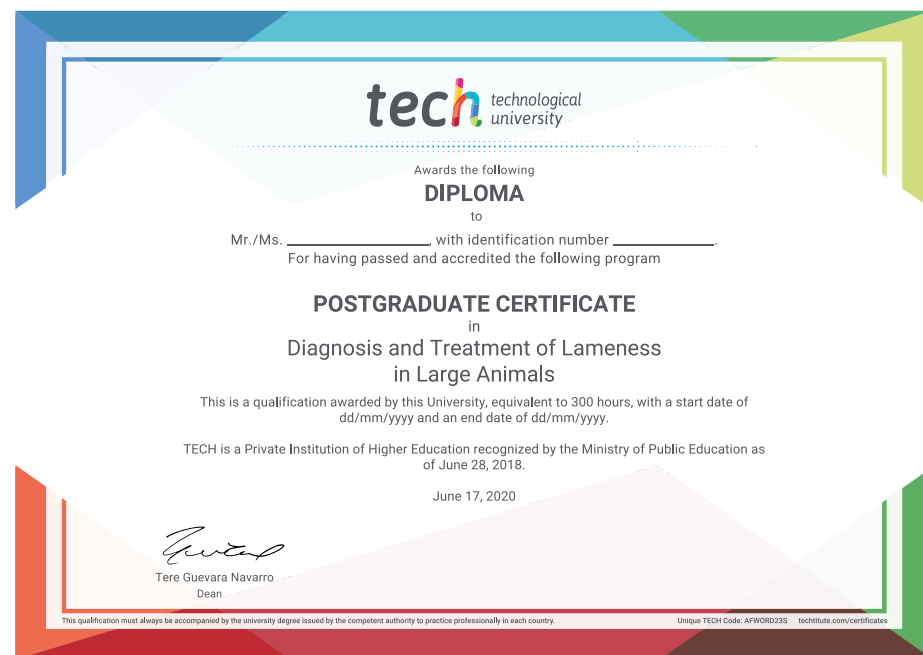 tech technological
university
Awards the following
DIPLOMA
to
Mr./Ms. ____________, with identification number ____________.
For having passed and accredited the following program
POSTGRADUATE CERTIFICATE
in
Diagnosis and Treatment of Lameness
in Large Animals
This is a qualification awarded by this University, equivalent to 300 hours, with a start date of
dd/mm/yyyy and an end date of dd/mm/yyyy.
TECH is a Private Institution of Higher Education recognized by the Ministry of Public Education as
of June 28, 2018.
June 17, 2020
Tere Guevara Navarro
Dean
This qualification must always be accompanied by the university degree issued by the competent authority to practice professionally in each country. Unique TECH Code: AFWORD23S techtitute.com/certificates